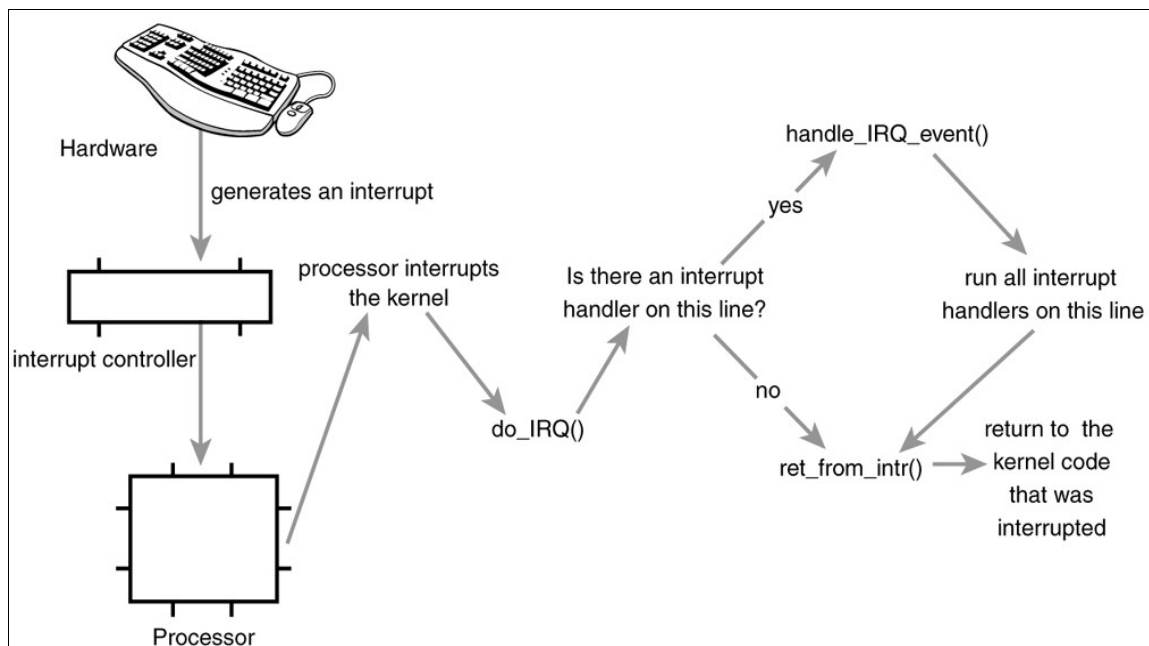 Hardware
generates an interrupt
interrupt controller
Processor
processor interrupts
the kernel
do_IRQ()
Is there an interrupt
handler on this line?
yes
no
handle_IRQ_event()
run all interrupt
handlers on this line
ret_from_intr()
return to the
kernel code
that was
interrupted